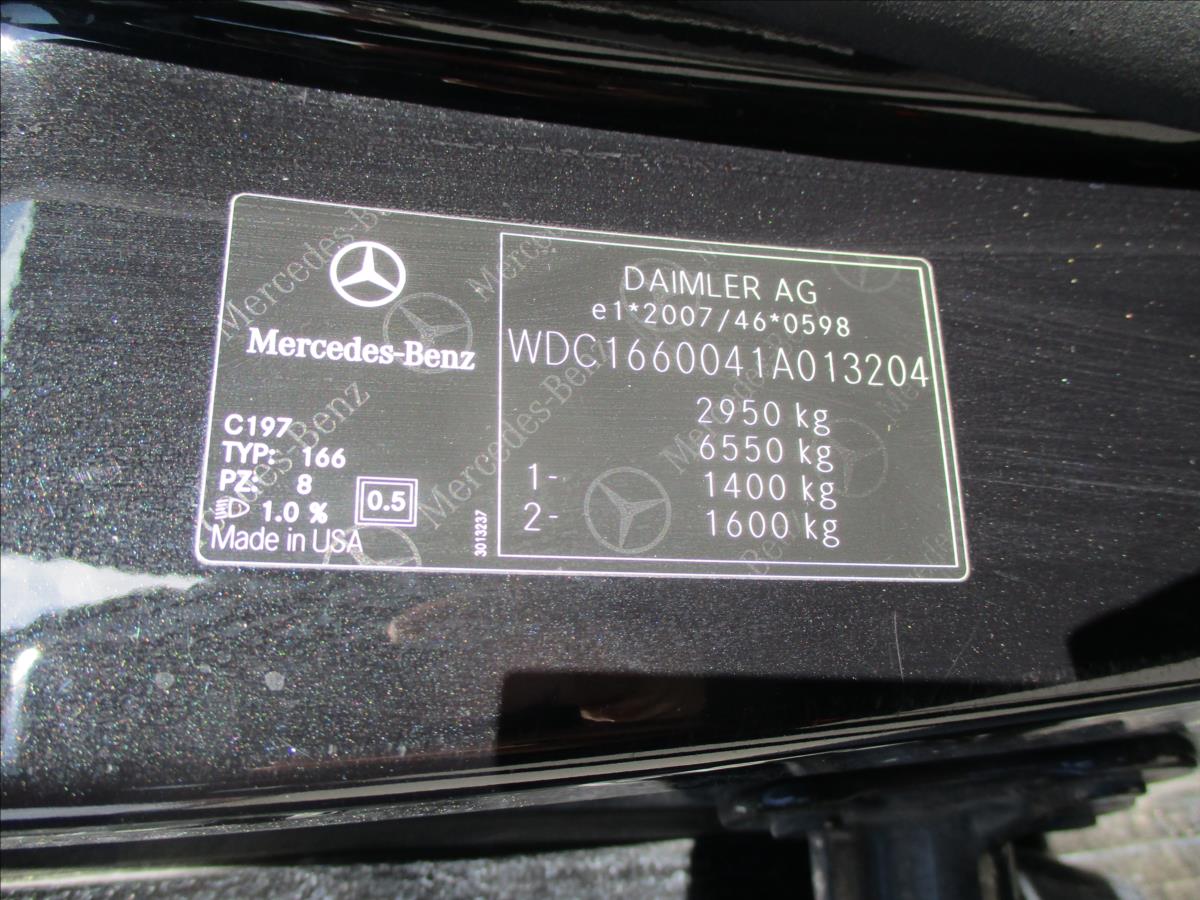 Mercedes-Benz
C197
TYP: 166
PZ: 8
1.0 %
0.5
Made in USA
3013237
DAIMLER AG
e1*2007/46*0598
WDC1660041A013204
2950 kg
6550 kg
1- 1400 kg
2- 1600 kg